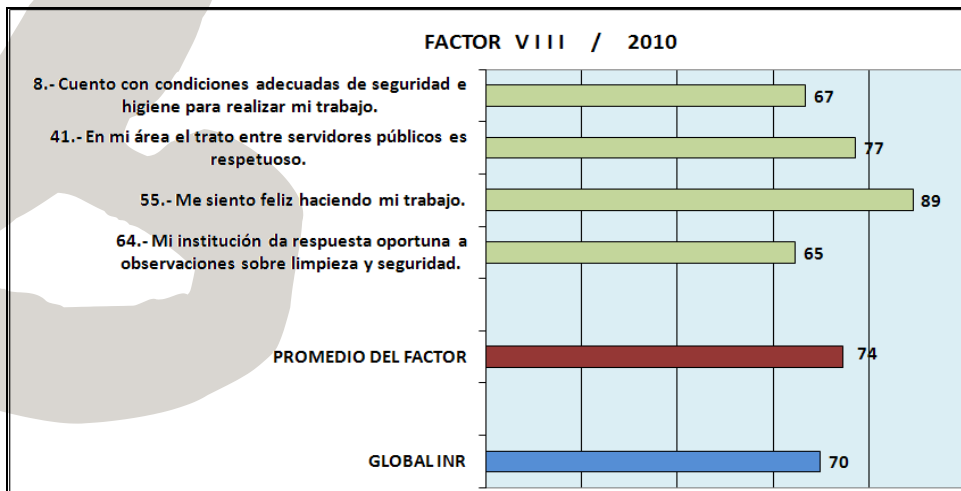 FACTOR V I I I / 2010
8.- Cuento con condiciones adecuadas de seguridad e
higiene para realizar mi trabajo.
67
41.- En mi área el trato entre servidores públicos es
respetuoso.
77
55.- Me siento feliz haciendo mi trabajo.
89
64.- Mi institución da respuesta oportuna a
observaciones sobre limpieza y seguridad.
65
PROMEDIO DEL FACTOR
74
GLOBAL INR
70